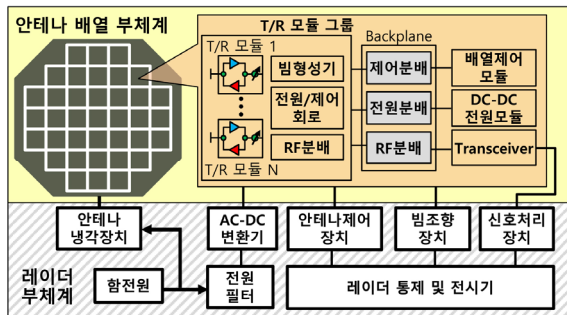 안테나 배열 부체계
T/R 모듈 그룹
T/R 모듈 1
빔형성기
전원/제어
회로
RF분배
T/R 모듈 N
Backplane
제어분배
전원분배
RF분배
배열제어
모듈
DC-DC
전원모듈
Transceiver
안테나
냉각장치
AC-DC
변환기
안테나제어
장치
빔조향
장치
신호처리
장치
레이더
부체계
함전원
전원
필터
레이더 통제 및 전시기